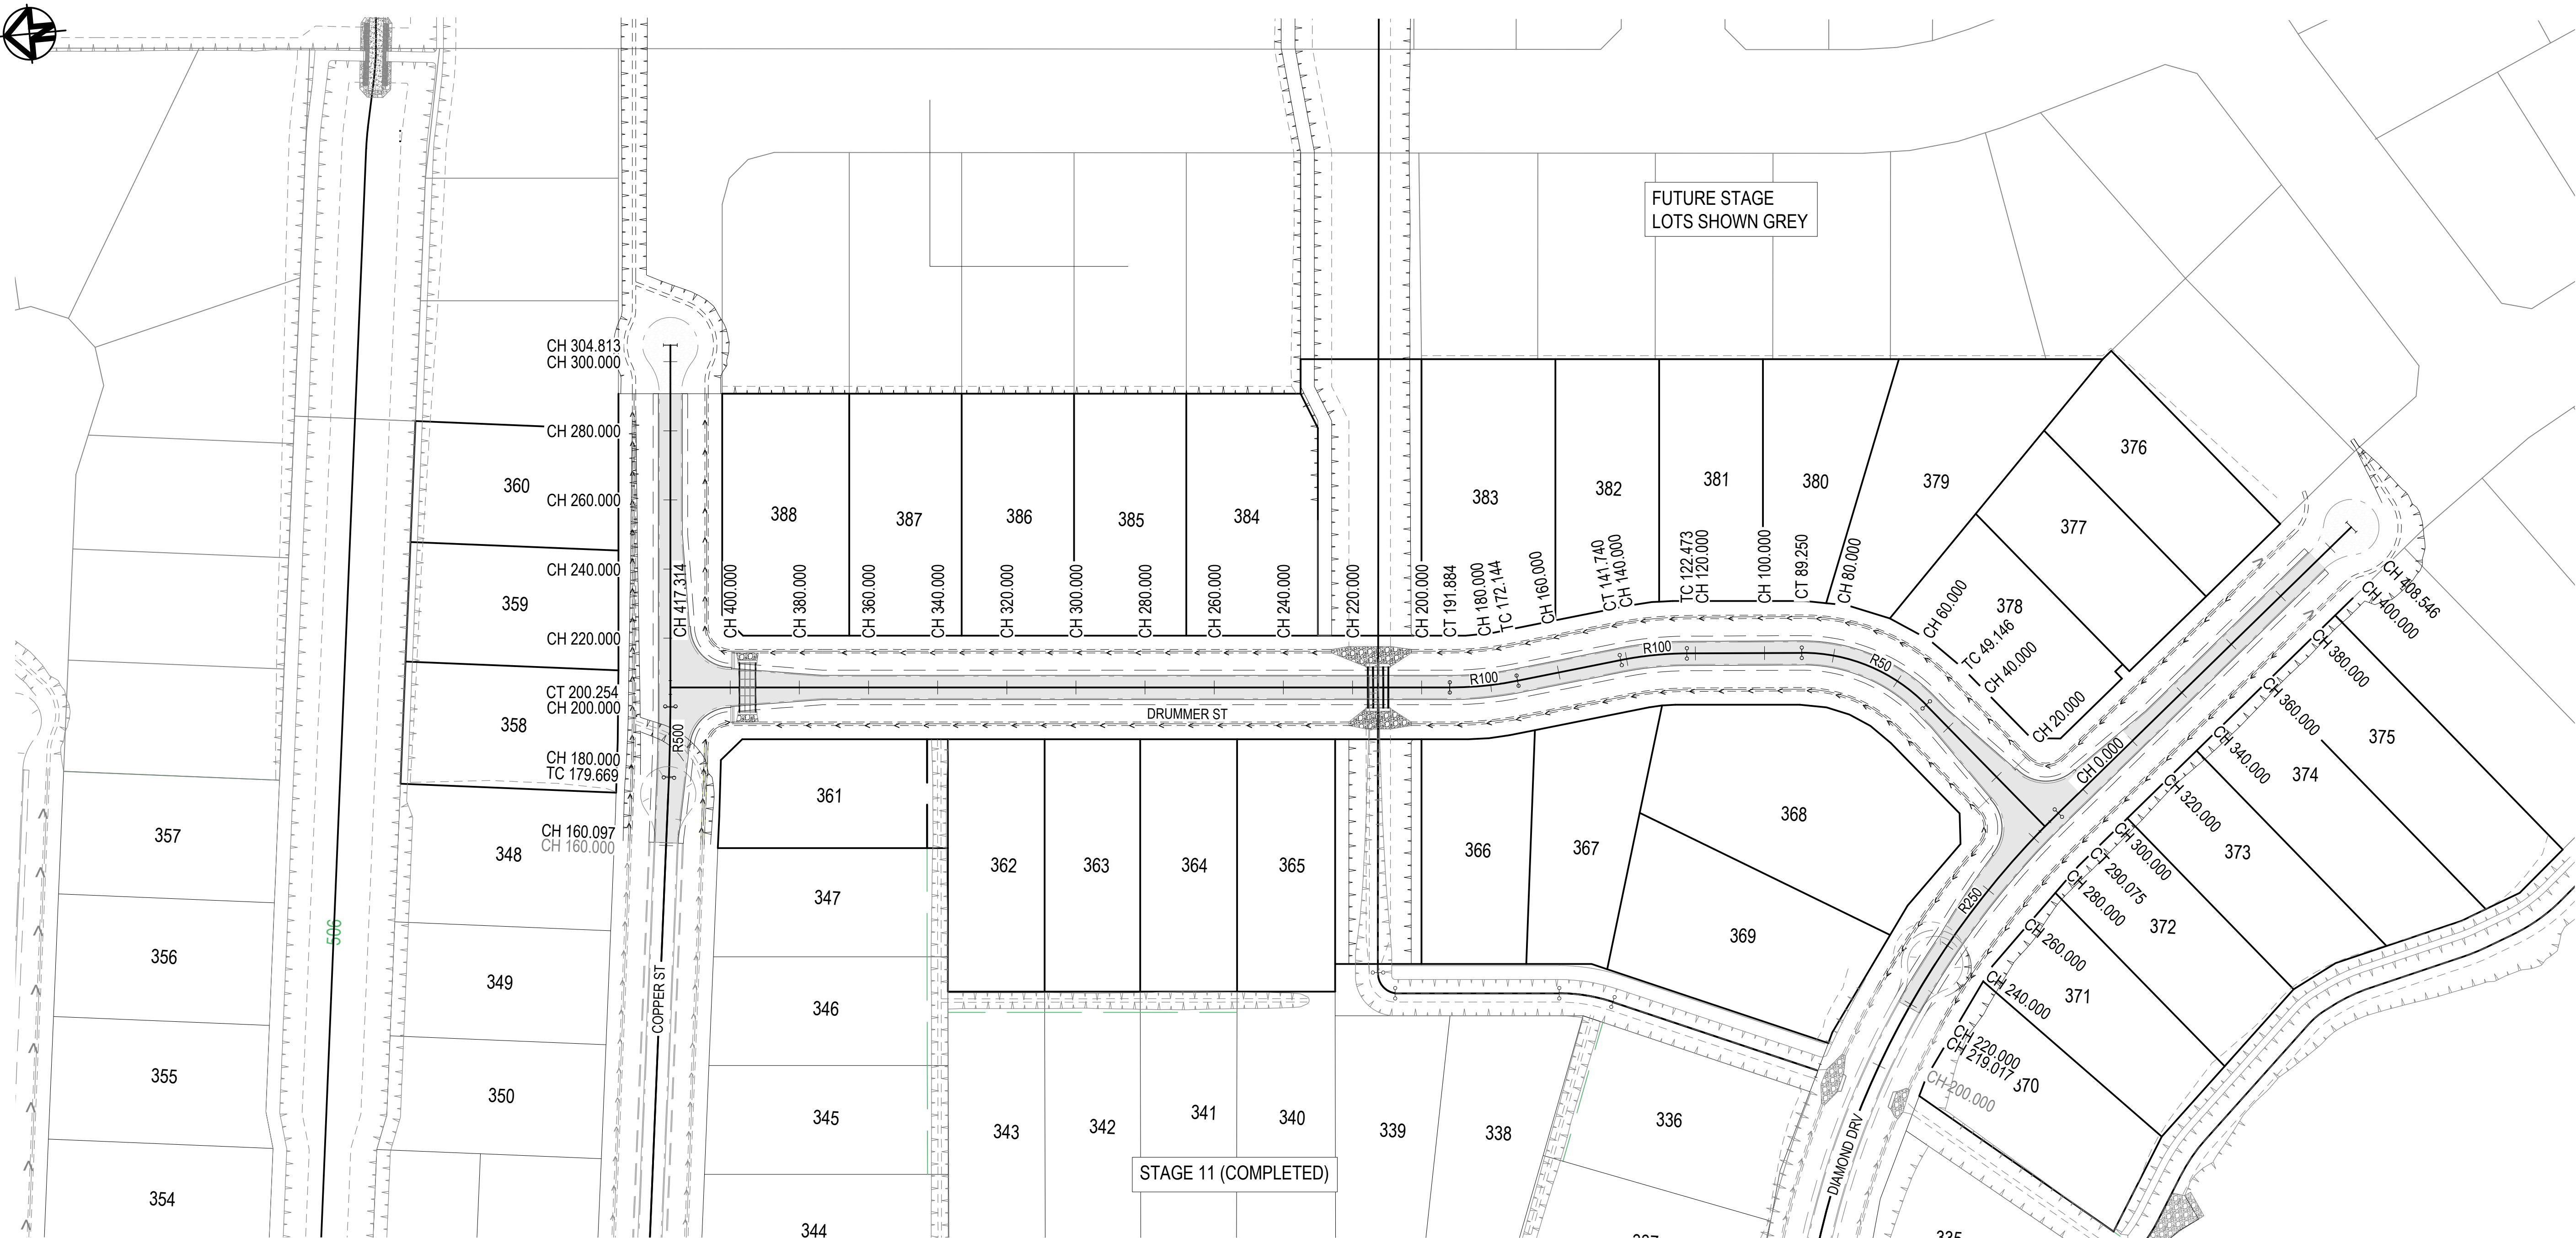 N
FUTURE STAGE
LOTS SHOWN GREY
CH 304.813
CH 300.000
CH 280.000
CH 260.000
CH 240.000
CH 220.000
CT 200.254
CH 200.000
CH 180.000
TC 179.669
CH 160.097
CH 160.000
360
359
358
348
349
350
357
356
355
354
506
COPPER ST
R500
CH 417.314
CH 400.000
CH 380.000
CH 360.000
CH 340.000
CH 320.000
CH 300.000
CH 280.000
CH 260.000
CH 240.000
CH 220.000
CH 200.000
CT 191.884
CH 180.000
TC 172.144
CH 160.000
CT 141.740
CH 140.000
TC 122.473
CH 120.000
CH 100.000
CT 89.250
CH 80.000
CH 60.000
TC 49.146
CH 40.000
CH 20.000
CH 0.000
388
387
386
385
384
383
382
381
380
379
378
377
376
DRUMMER ST
R100
R100
R50
R250
361
347
346
345
344
362
363
364
365
366
367
368
369
343
342
341
340
339
338
336
STAGE 11 (COMPLETED)
DIAMOND DRV
CH 408.546
CH 400.000
CH 380.000
CH 360.000
CH 340.000
CH 320.000
CH 300.000
CT 290.075
CH 280.000
CH 260.000
CH 240.000
CH 220.000
CH 219.017
CH 200.000
375
374
373
372
371
370